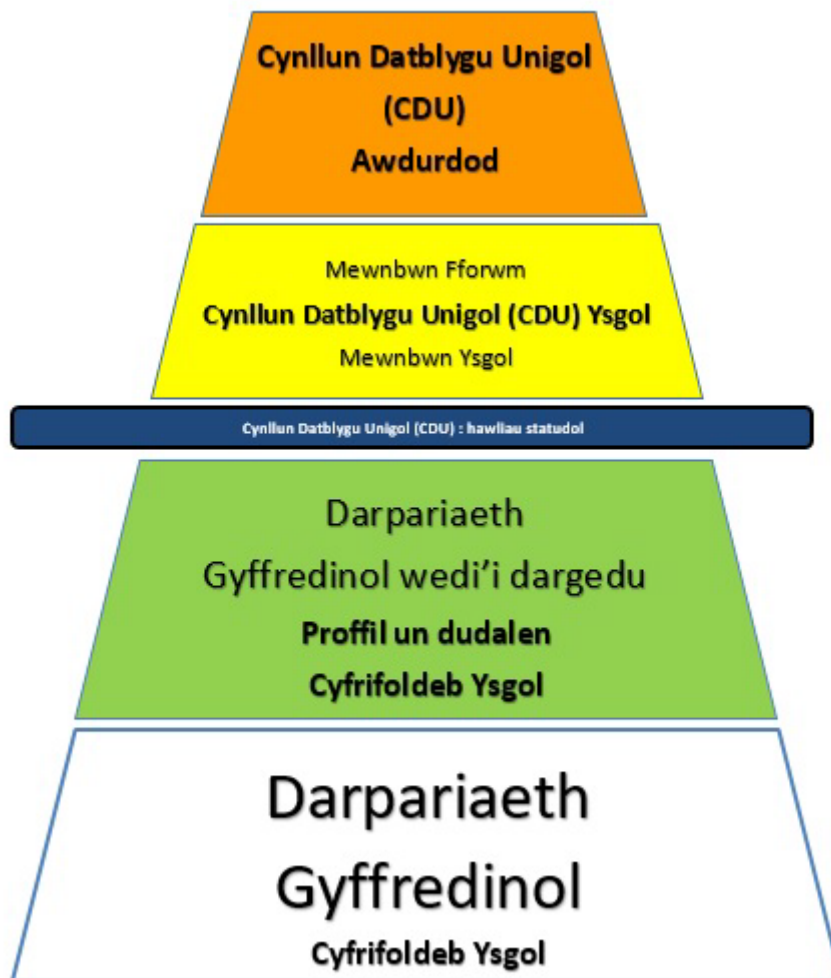 Cynllun Datblygu Unigol
(CDU)
Awdurdod
Mewnbwn Fforwm
Cynllun Datblygu Unigol (CDU) Ysgol
Mewnbwn Ysgol
Cynllun Datblygu Unigol (CDU) : hawliau statudol
Darpariaeth
Gyffredinol wedi’i dargedu
Proffil un dudalen
Cyfrifoldeb Ysgol
Darpariaeth
Gyffredinol
Cyfrifoldeb Ysgol